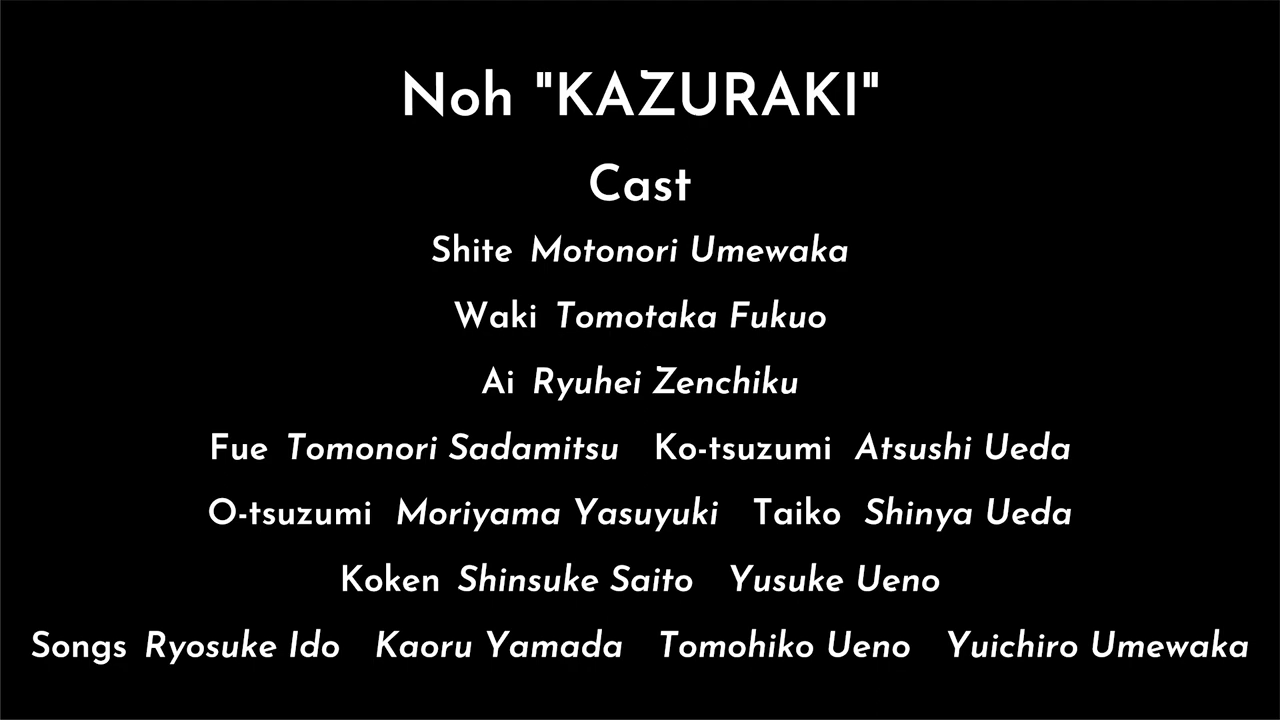 Noh "KAZURAKI"
Cast
Shite Motonori Umewaka
Waki Tomotaka Fukuo
Ai Ryuhei Zenchiku
Fue Tomonori Sadamitsu Ko-tsuzumi Atsushi Ueda
O-tsuzumi Moriyama Yasuyuki Taiko Shinya Ueda
Koken Shinsuke Saito Yusuke Ueno
Songs Ryosuke Ido Kaoru Yamada Tomohiko Ueno Yuichiro Umewaka